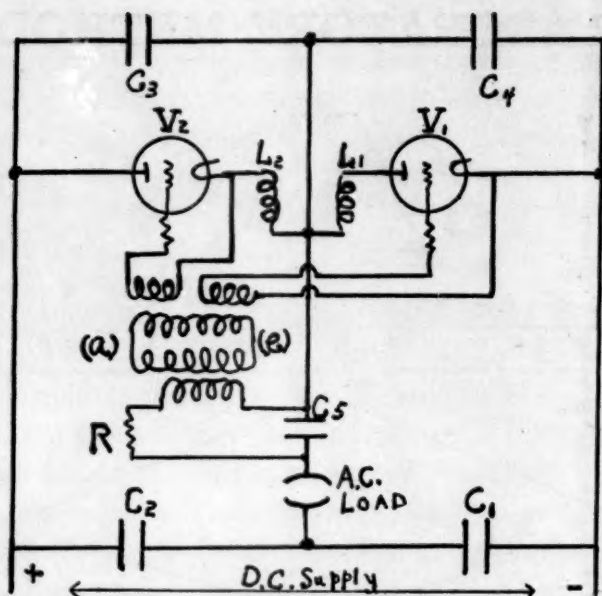 C3
C4
V2
V1
L2
L1
(a)
(e)
C5
R
A.C.
LOAD
C2
C1
+
D.C. Supply
-